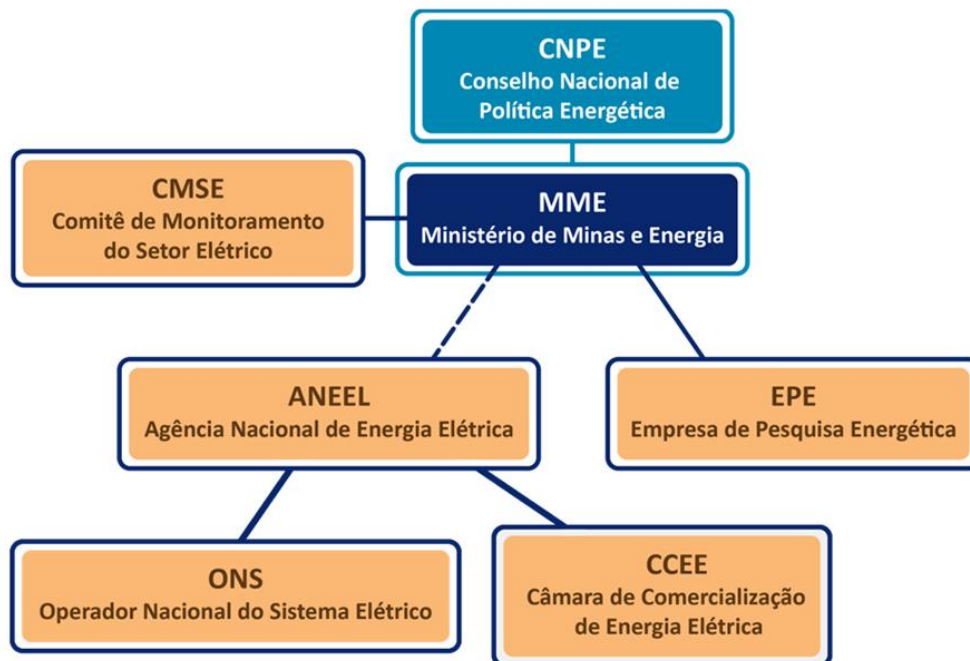 CNPE
Conselho Nacional de
Política Energética
CMSE
Comitê de Monitoramento
do Setor Elétrico
MME
Ministério de Minas e Energia
ANEEL
Agência Nacional de Energia Elétrica
EPE
Empresa de Pesquisa Energética
ONS
Operador Nacional do Sistema Elétrico
CCEE
Câmara de Comercialização
de Energia Elétrica